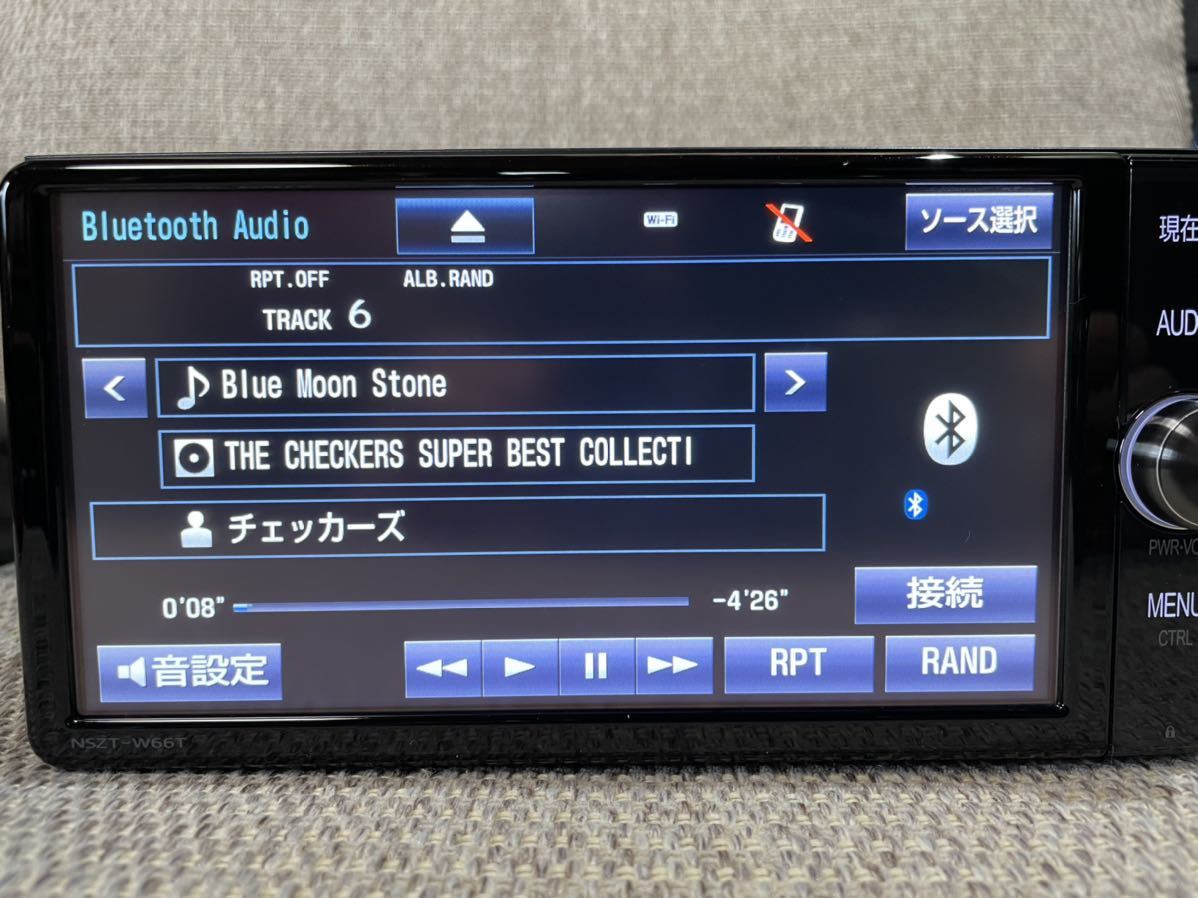 Bluetooth Audio
Wi-Fi
ソース選択
現在
RPT.OFF ALB.RAND
TRACK 6
AUD
< Blue Moon Stone >
THE CHECKERS SUPER BEST COLLECTI
チェッカーズ
PWR·VO
0'08" -4'26"
接続
MENU
CTRL
音設定
RPT
RAND
NSZT-W66T